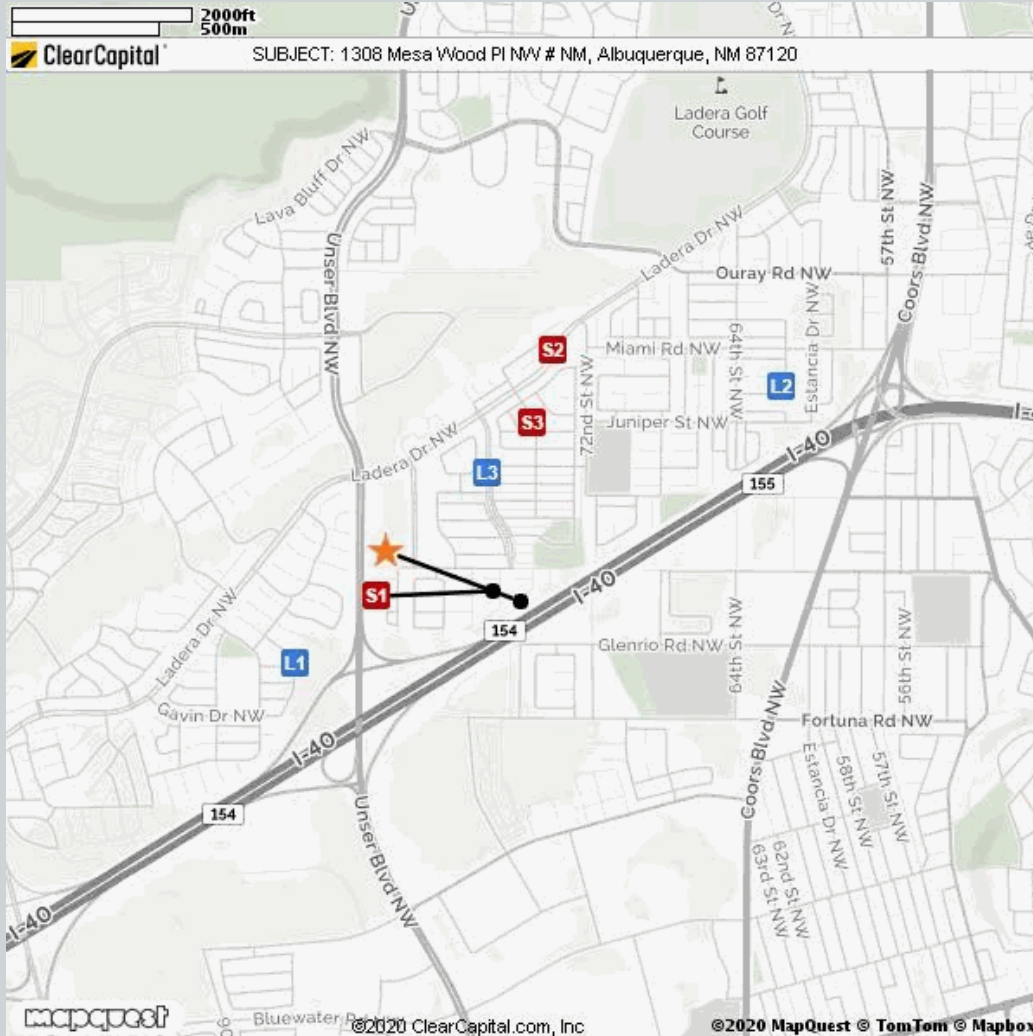 2000ft
500m
ClearCapital
SUBJECT: 1308 Mesa Wood Pl NW # NM, Albuquerque, NM 87120
Ladera Golf
Course
Lava Bluff Dr NW
57th St NW
Unser Blvd NW
Ladera Dr NW
Coors Blvd NW
Ouray Rd NW
Estancia Dr NW
64th St NW
S2
Miami Rd NW
72nd St NW
L2
S3
Juniper St NW
I-40
Ladera Dr NW
L3
155
S1
I-40
154
64th St NW
56th St NW
Glenrio Rd NW
Ladera Dr NW
L1
Gavin Dr NW
Fortuna Rd NW
Coors Blvd NW
I-40
154
Estancia Dr NW
58th St NW
57th St NW
Unser Blvd NW
62nd St NW
63rd St NW
I-40
mapquest
Bluewater Rd
©2020 ClearCapital.com, Inc
©2020 MapQuest © TomTom © Mapbox